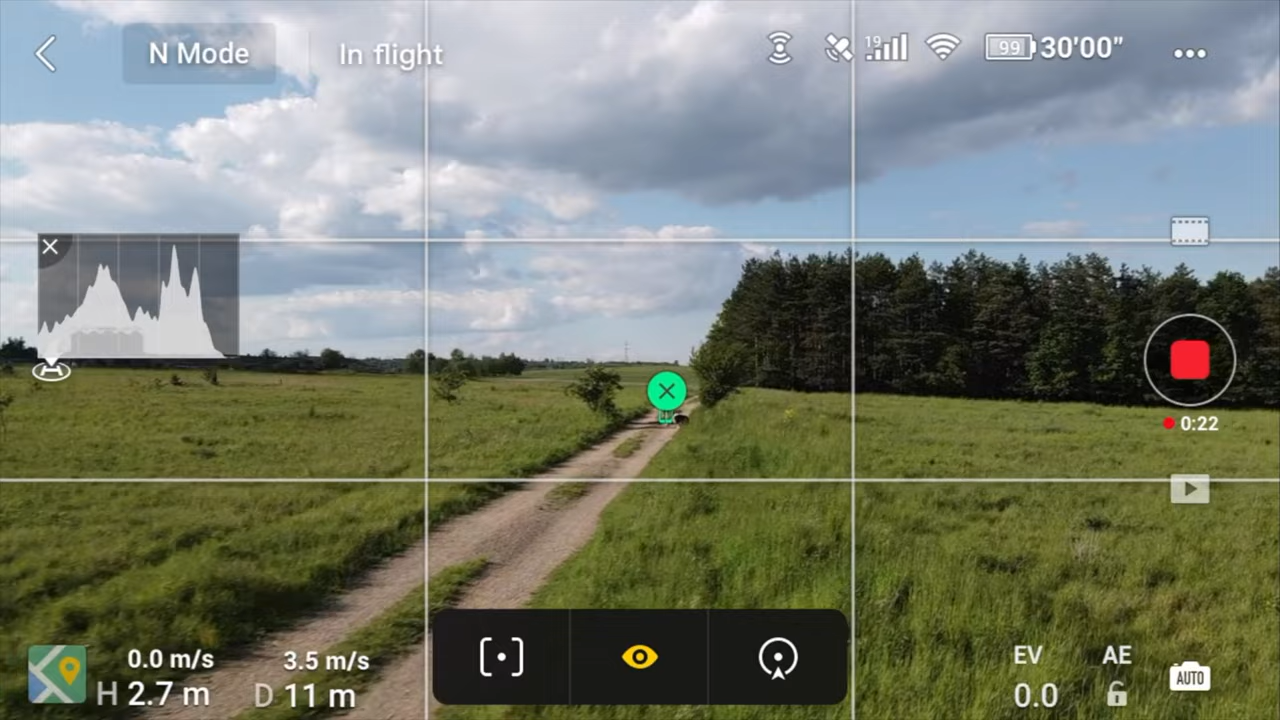 N Mode
In flight
19
99
30'00”
0:22
0.0 m/s
3.5 m/s
H 2.7 m
D 11 m
EV
AE
0.0
AUTO